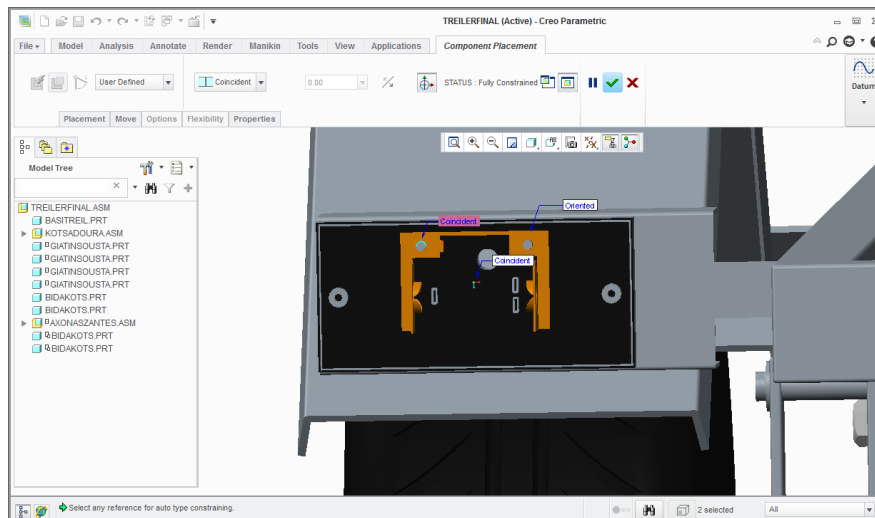 TREILERFINAL (Active) - Creo Parametric
File Model Analysis Annotate Render Manikin Tools View Applications Component Placement
User Defined Coincident 0.00 STATUS : Fully Constrained
Datum
Placement Move Options Flexibility Properties
Model Tree
TREILERFINAL.ASM
BASITREIL.PRT
KOTSADOURA.ASM
GIATINSOUSTA.PRT
GIATINSOUSTA.PRT
GIATINSOUSTA.PRT
GIATINSOUSTA.PRT
BIDAKOTS.PRT
BIDAKOTS.PRT
AXONASZANTES.ASM
BIDAKOTS.PRT
BIDAKOTS.PRT
Oriented
Coincident
Coincident
Select any reference for auto type constraining.
2 selected
All